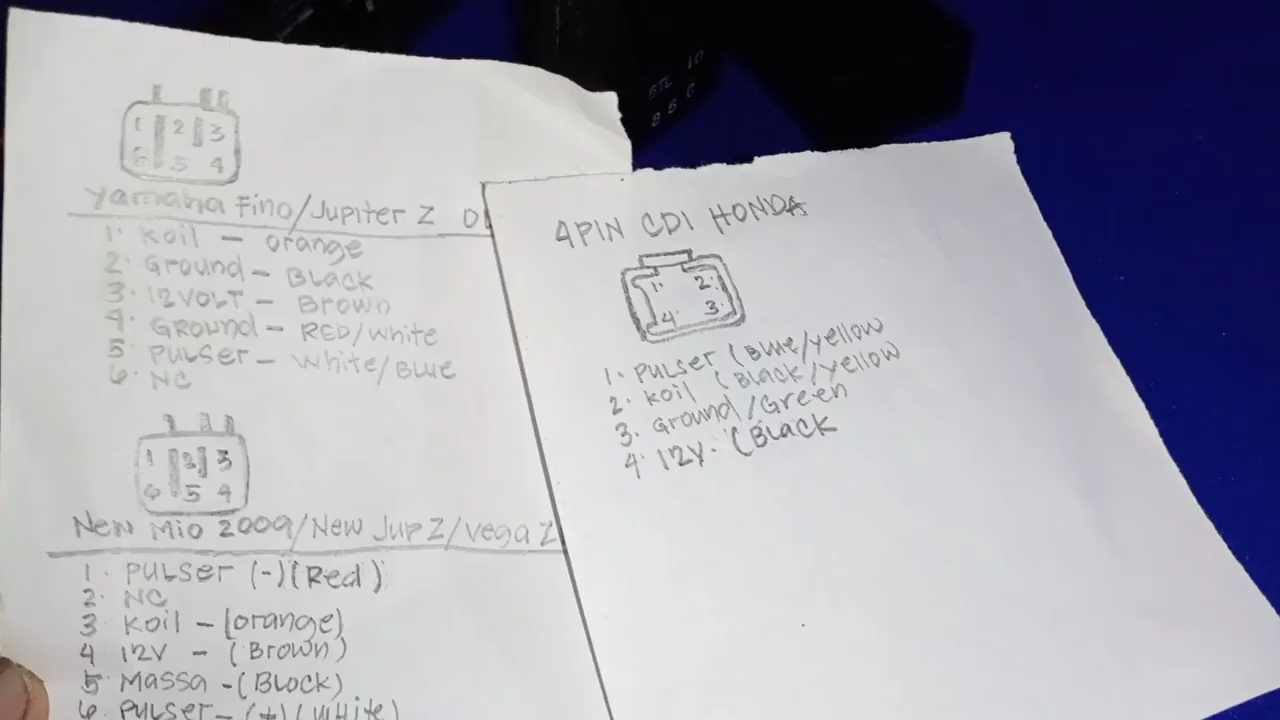 1 2 3
6 5 4
Yamaha Fino/Jupiter Z
1. Koil - orange
2. Ground - Black
3. 12VOLT - Brown
4. GROUND - RED/white
5. PULSER - White/BLUE
6. NC
1 3
6 5 4
New Mio 2009/New Jup Z/Vega Z
1. PULSER (-) (Red)
2. NC
3 Koil - (orange)
4 12V - (Brown)
5 MASSA - (BLOCK)
6 PULSER - (+) (WHITE)
4PIN CDI HONDA
1. 2.
4. 3.
1. PULSER (BLUE/yellow
2. Koil (BLACK/yellow
3. Ground/Green
4. 12V. (BLACK
STL 10